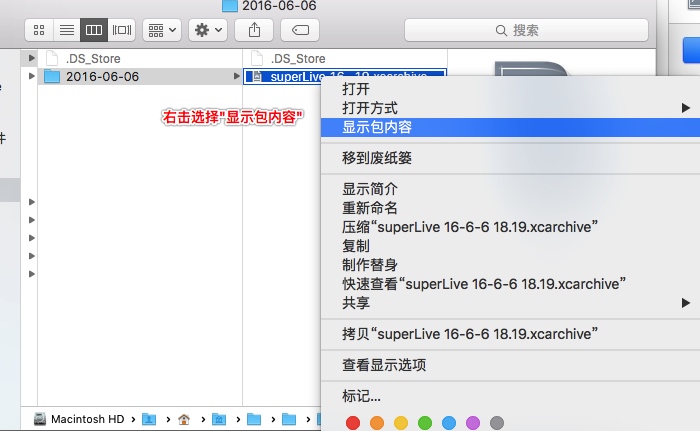 2016-06-06
搜索
.DS_Store
.DS_Store
2016-06-06
superLive 16-...19.xcarchive
右击选择"显示包内容"
打开
打开方式
显示包内容
移到废纸篓
显示简介
重新命名
压缩“superLive 16-6-6 18.19.xcarchive”
复制
制作替身
快速查看“superLive 16-6-6 18.19.xcarchive”
共享
拷贝“superLive 16-6-6 18.19.xcarchive”
查看显示选项
标记...
件
Macintosh HD